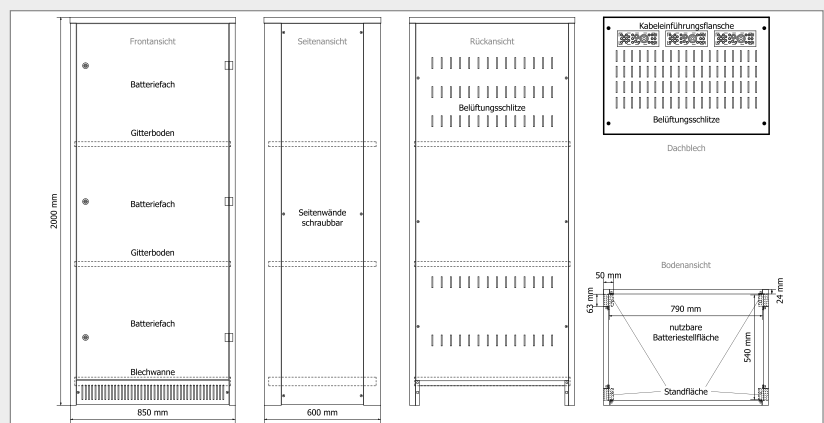 Frontansicht
Batteriefach
Gitterboden
Batteriefach
Gitterboden
Batteriefach
Blechwanne
2000 mm
850 mm
Seitenansicht
Seitenwände
schraubbar
600 mm
Rückansicht
Belüftungsschlitze
Kabeleinführungsflansche
Belüftungsschlitze
Dachblech
Bodenansicht
50 mm
63 mm
24 mm
790 mm
nutzbare
Batteriestellfläche
540 mm
Standfläche